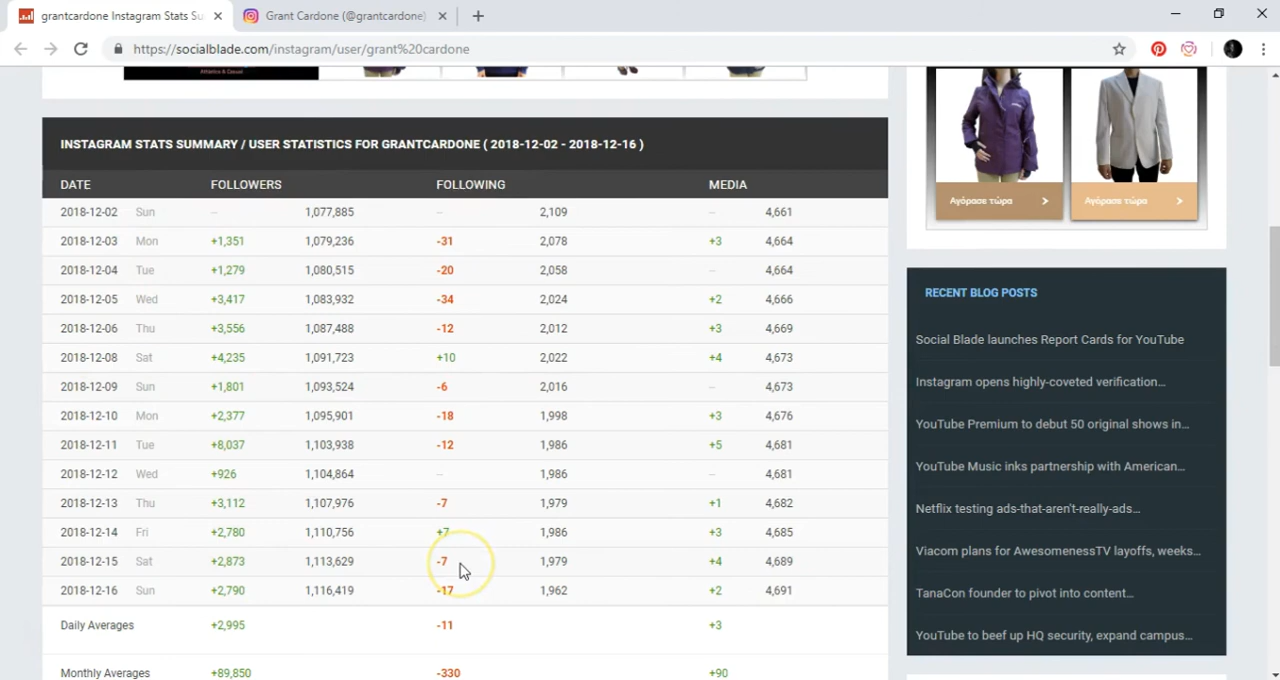 grantcardone Instagram Stats Su
Grant Cardone (@grantcardone)
https://socialblade.com/instagram/user/grant%20cardone
Athletic & Casual
INSTAGRAM STATS SUMMARY / USER STATISTICS FOR GRANTCARDONE ( 2018-12-02 - 2018-12-16 )
DATE FOLLOWERS FOLLOWING MEDIA
2018-12-02 Sun – 1,077,885 – 2,109 – 4,661
2018-12-03 Mon +1,351 1,079,236 -31 2,078 +3 4,664
2018-12-04 Tue +1,279 1,080,515 -20 2,058 – 4,664
2018-12-05 Wed +3,417 1,083,932 -34 2,024 +2 4,666
2018-12-06 Thu +3,556 1,087,488 -12 2,012 +3 4,669
2018-12-08 Sat +4,235 1,091,723 +10 2,022 +4 4,673
2018-12-09 Sun +1,801 1,093,524 -6 2,016 – 4,673
2018-12-10 Mon +2,377 1,095,901 -18 1,998 +3 4,676
2018-12-11 Tue +8,037 1,103,938 -12 1,986 +5 4,681
2018-12-12 Wed +926 1,104,864 – 1,986 – 4,681
2018-12-13 Thu +3,112 1,107,976 -7 1,979 +1 4,682
2018-12-14 Fri +2,780 1,110,756 +7 1,986 +3 4,685
2018-12-15 Sat +2,873 1,113,629 -7 1,979 +4 4,689
2018-12-16 Sun +2,790 1,116,419 -17 1,962 +2 4,691
Daily Averages +2,995 -11 +3
Monthly Averages +89,850 -330 +90
Αγόρασε τώρα
Αγόρασε τώρα
RECENT BLOG POSTS
Social Blade launches Report Cards for YouTube
Instagram opens highly-coveted verification...
YouTube Premium to debut 50 original shows in...
YouTube Music inks partnership with American...
Netflix testing ads-that-aren't-really-ads...
Viacom plans for AwesomenessTV layoffs, weeks...
TanaCon founder to pivot into content...
YouTube to beef up HQ security, expand campus...